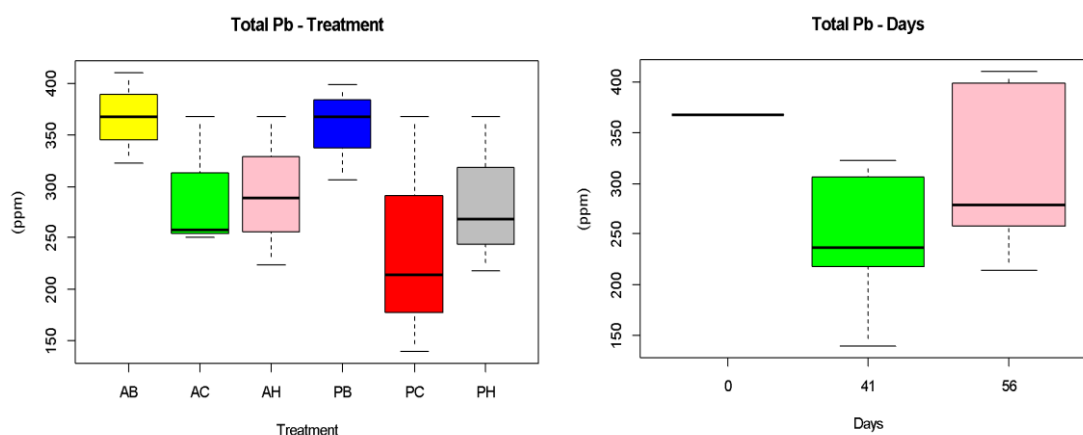 Total Pb - Treatment
(ppm)
400
350
300
250
200
150
AB AC AH PB PC PH
Treatment
Total Pb - Days
(ppm)
400
350
300
250
200
150
0 41 56
Days